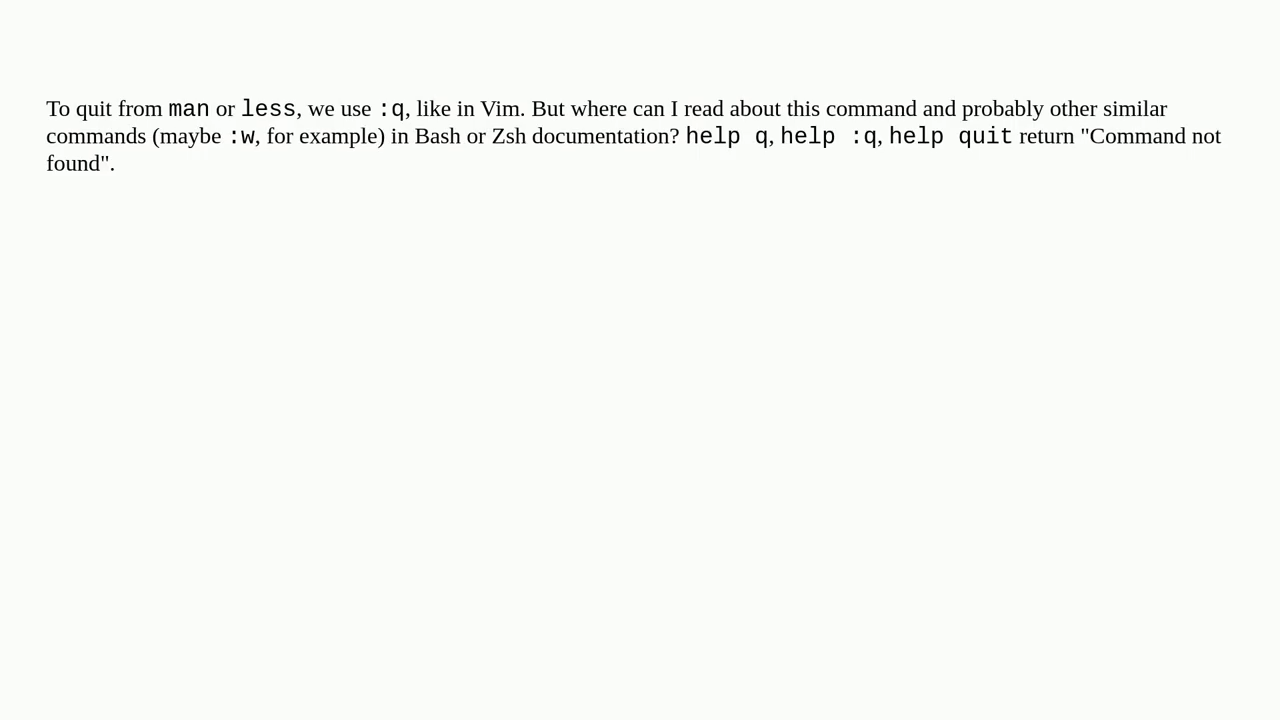 To quit from man or less, we use :q, like in Vim. But where can I read about this command and probably other similar
commands (maybe :w, for example) in Bash or Zsh documentation? help q, help :q, help quit return "Command not
found".